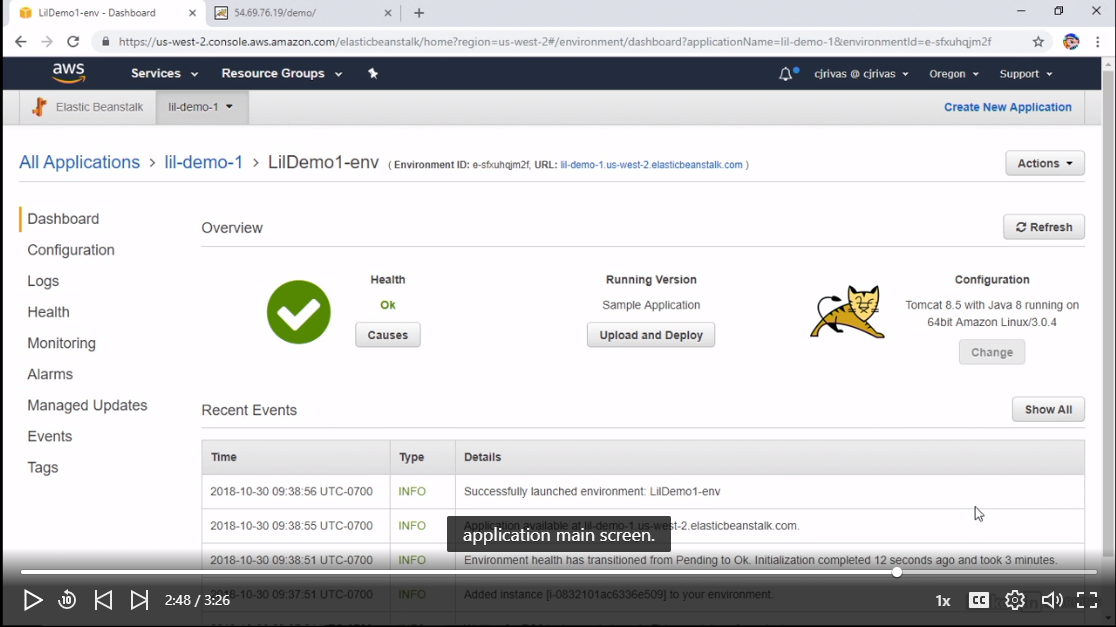 LilDemo1-env - Dashboard
54.69.76.19/demo/
https://us-west-2.console.aws.amazon.com/elasticbeanstalk/home?region=us-west-2#/environment/dashboard?applicationName=lil-demo-1&environmentId=e-sfxuhqjm2f
aws
Services
Resource Groups
cjrivas @ cjrivas
Oregon
Support
Elastic Beanstalk
lil-demo-1
Create New Application
All Applications > lil-demo-1 > LilDemo1-env ( Environment ID: e-sfxuhqjm2f, URL: lil-demo-1.us-west-2.elasticbeanstalk.com )
Actions
Dashboard
Configuration
Logs
Health
Monitoring
Alarms
Managed Updates
Events
Tags
Overview
Refresh
Health
Ok
Causes
Running Version
Sample Application
Upload and Deploy
Configuration
Tomcat 8.5 with Java 8 running on
64bit Amazon Linux/3.0.4
Change
Recent Events
Show All
Time Type Details
2018-10-30 09:38:56 UTC-0700 INFO Successfully launched environment: LilDemo1-env
2018-10-30 09:38:55 UTC-0700 INFO Application available at lil-demo-1.us-west-2.elasticbeanstalk.com.
application main screen.
2018-10-30 09:38:51 UTC-0700 INFO Environment health has transitioned from Pending to Ok. Initialization completed 12 seconds ago and took 3 minutes.
2018-10-30 09:37:51 UTC-0700 INFO Added instance [i-0832101ac6336e509] to your environment.
10
2:48 / 3:26
1x
CC